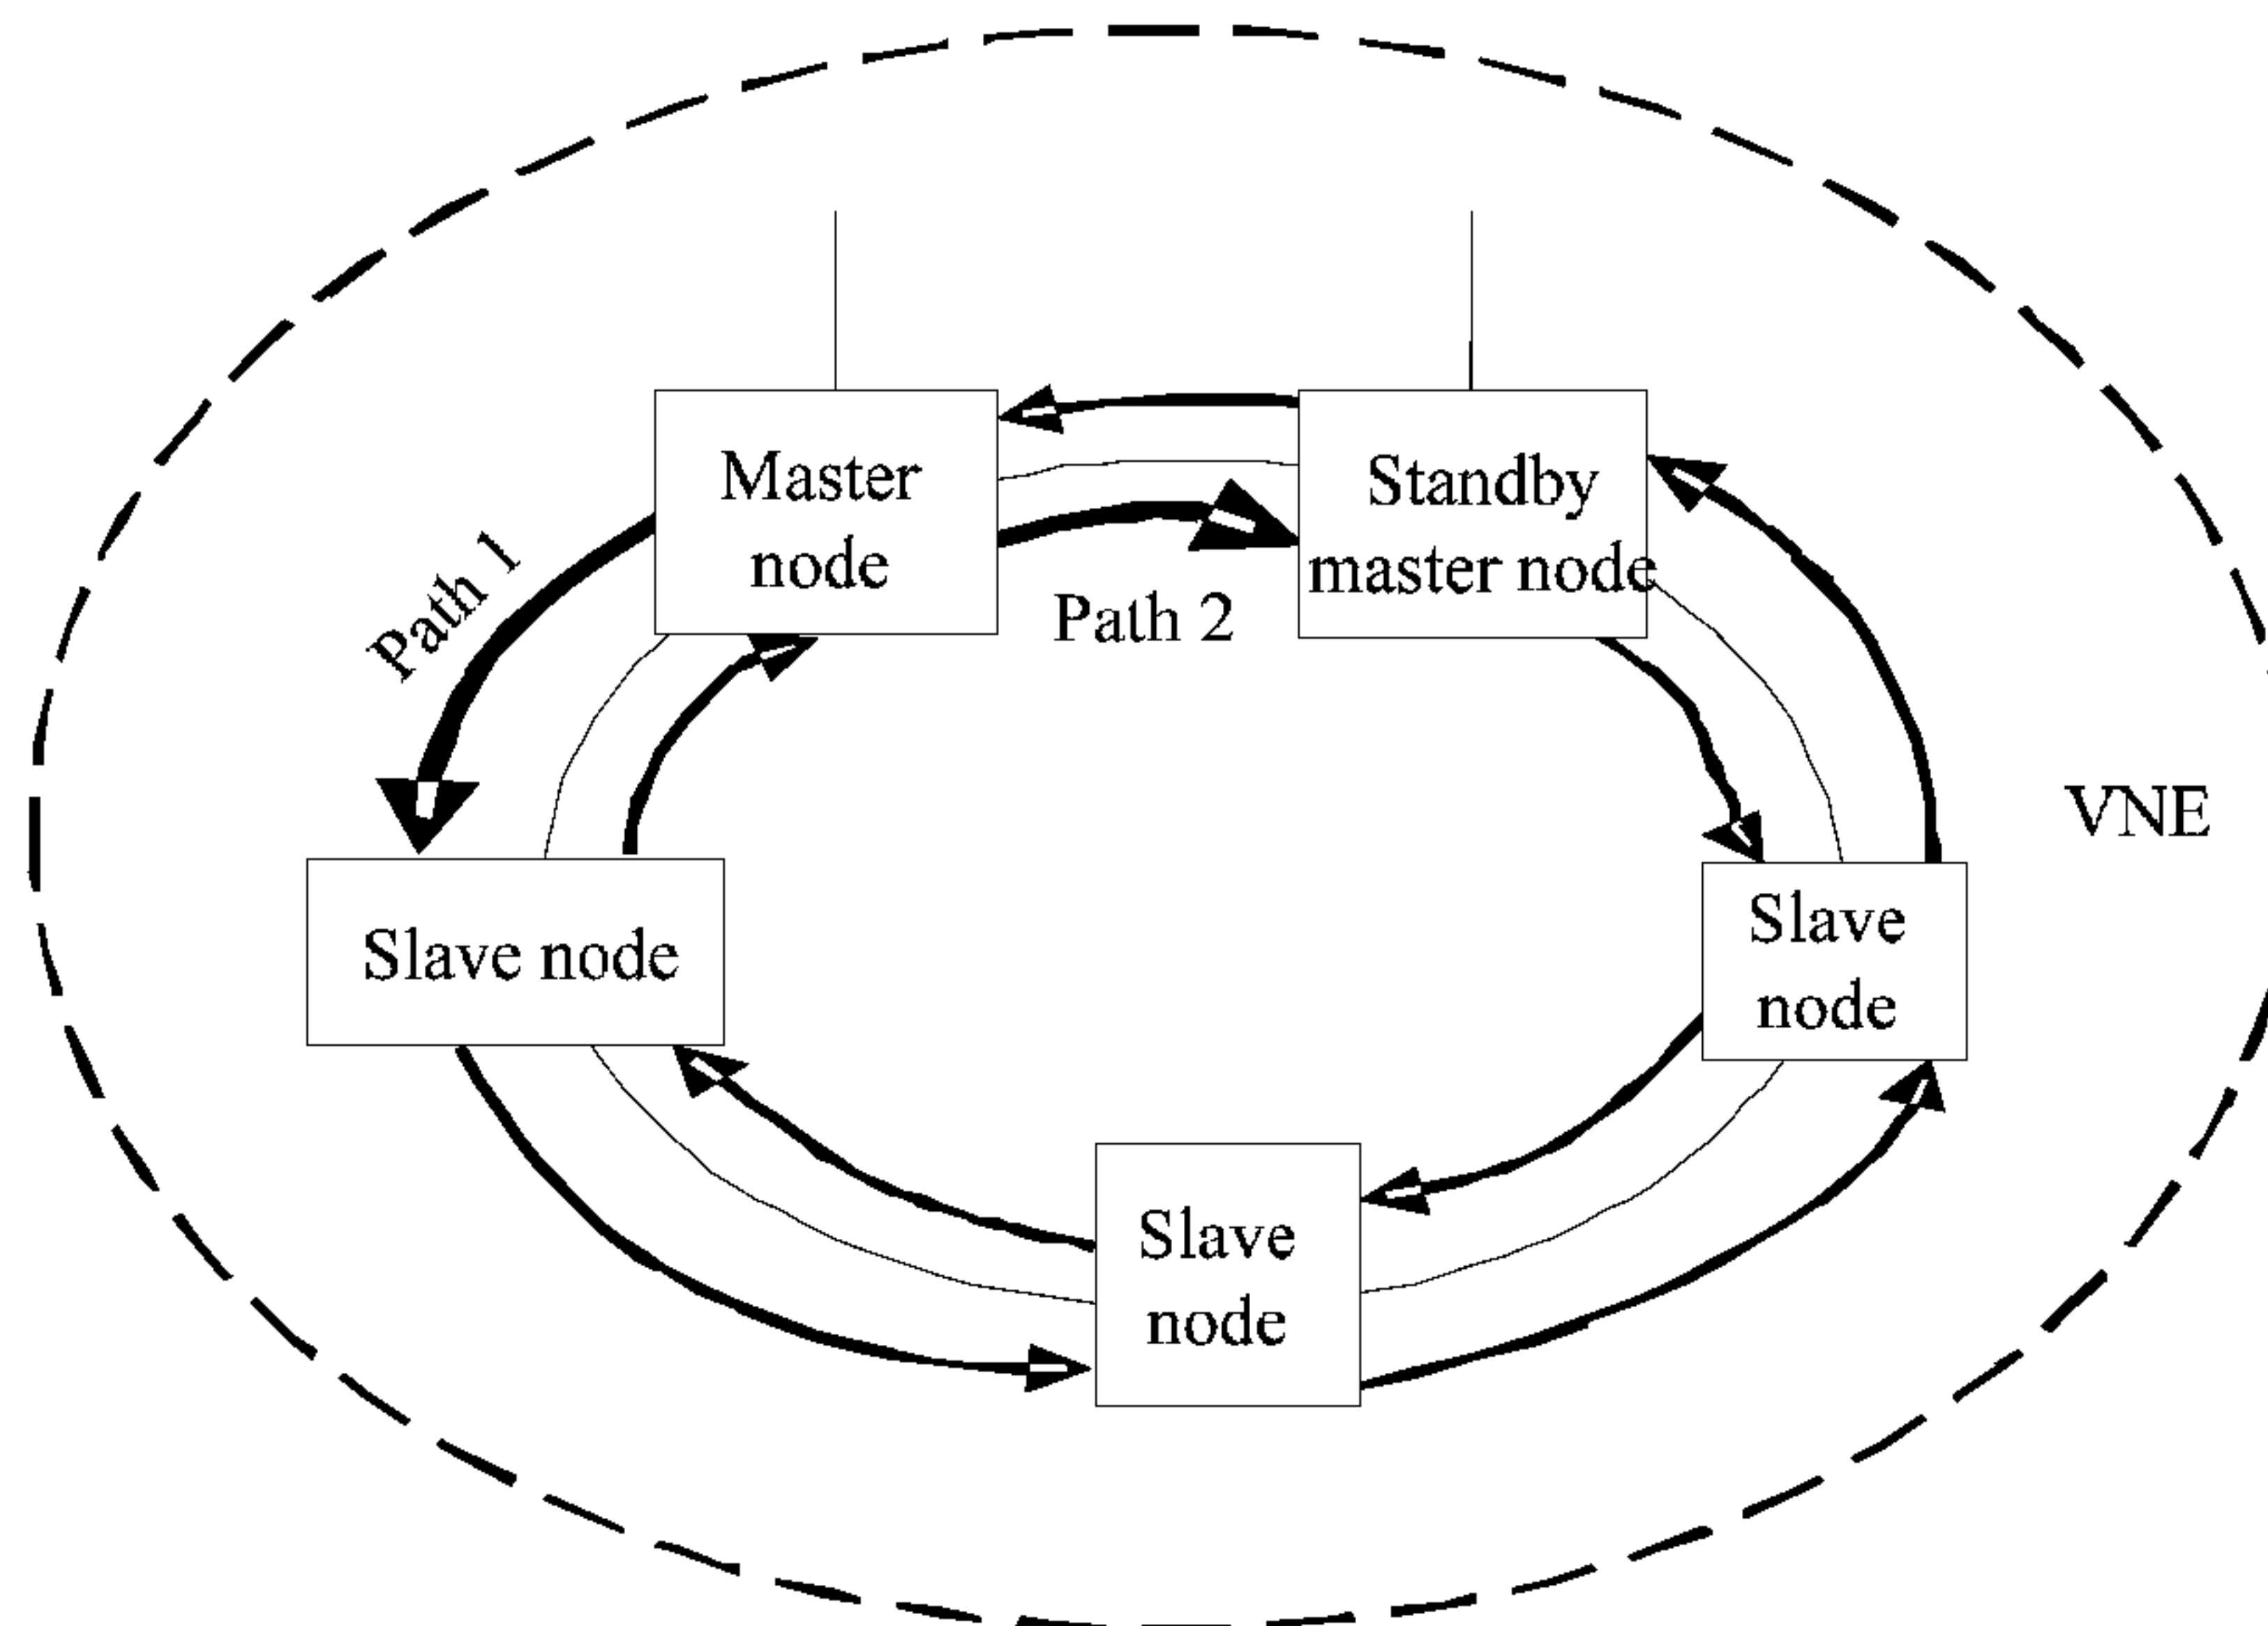 Master
node
Standby
master node
Path 1
Path 2
VNE
Slave node
Slave
node
Slave
node